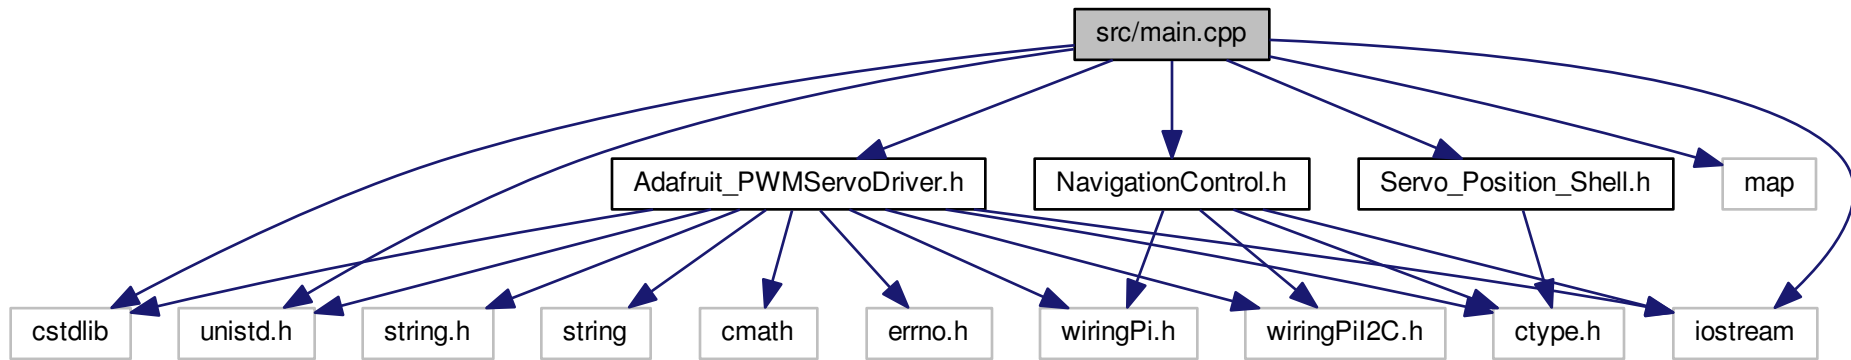 src/main.cpp
Adafruit_PWMServoDriver.h
NavigationControl.h
Servo_Position_Shell.h
map
cstdlib
unistd.h
string.h
string
cmath
errno.h
wiringPi.h
wiringPiI2C.h
ctype.h
iostream